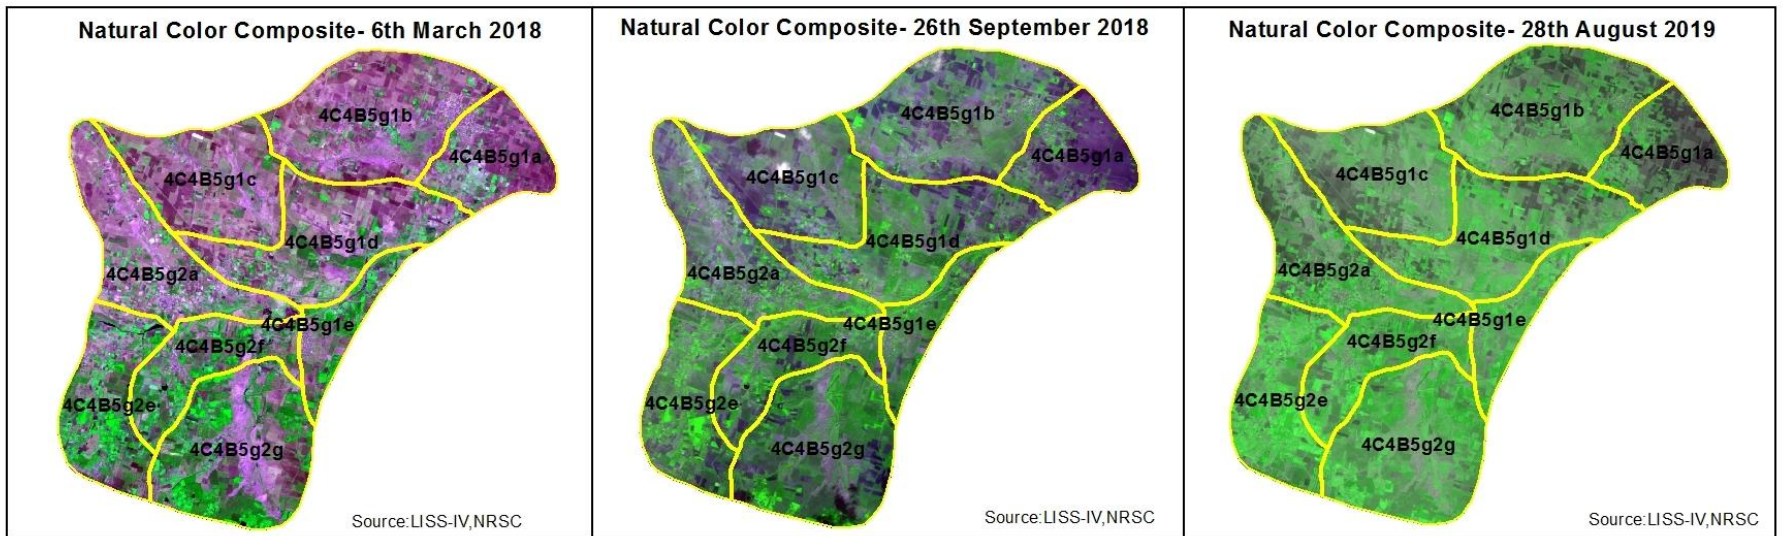 Natural Color Composite- 6th March 2018
4C4B5g1b
4C4B5g1a
4C4B5g1c
4C4B5g1d
4C4B5g2a
4C4B5g1e
4C4B5g2f
4C4B5g2e
4C4B5g2g
Source:LISS-IV,NRSC
Natural Color Composite- 26th September 2018
4C4B5g1b
4C4B5g1a
4C4B5g1c
4C4B5g1d
4C4B5g2a
4C4B5g1e
4C4B5g2f
4C4B5g2e
4C4B5g2g
Source:LISS-IV,NRSC
Natural Color Composite- 28th August 2019
4C4B5g1b
4C4B5g1a
4C4B5g1c
4C4B5g1d
4C4B5g2a
4C4B5g1e
4C4B5g2f
4C4B5g2e
4C4B5g2g
Source:LISS-IV,NRSC